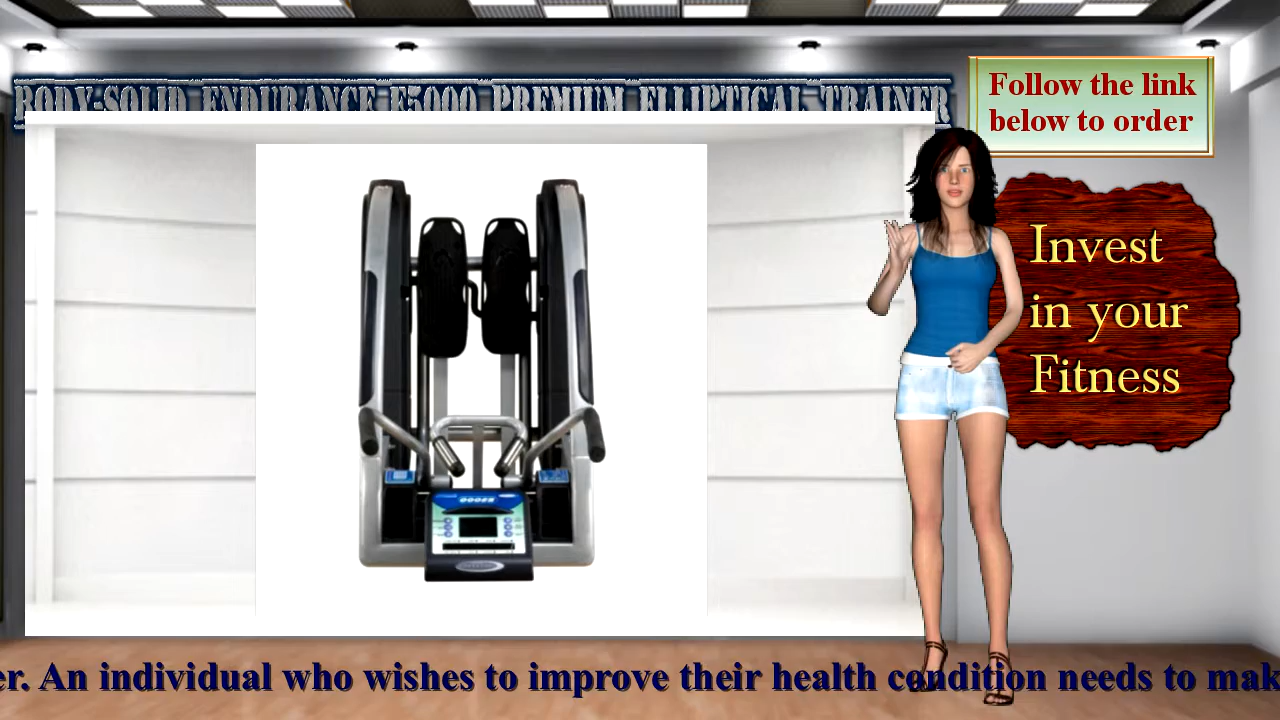 BODY-SOLID ENDURANCE E5000 PREMIUM ELLIPTICAL TRAINER
Follow the link
below to order
Invest
in your
Fitness
er. An individual who wishes to improve their health condition needs to mak